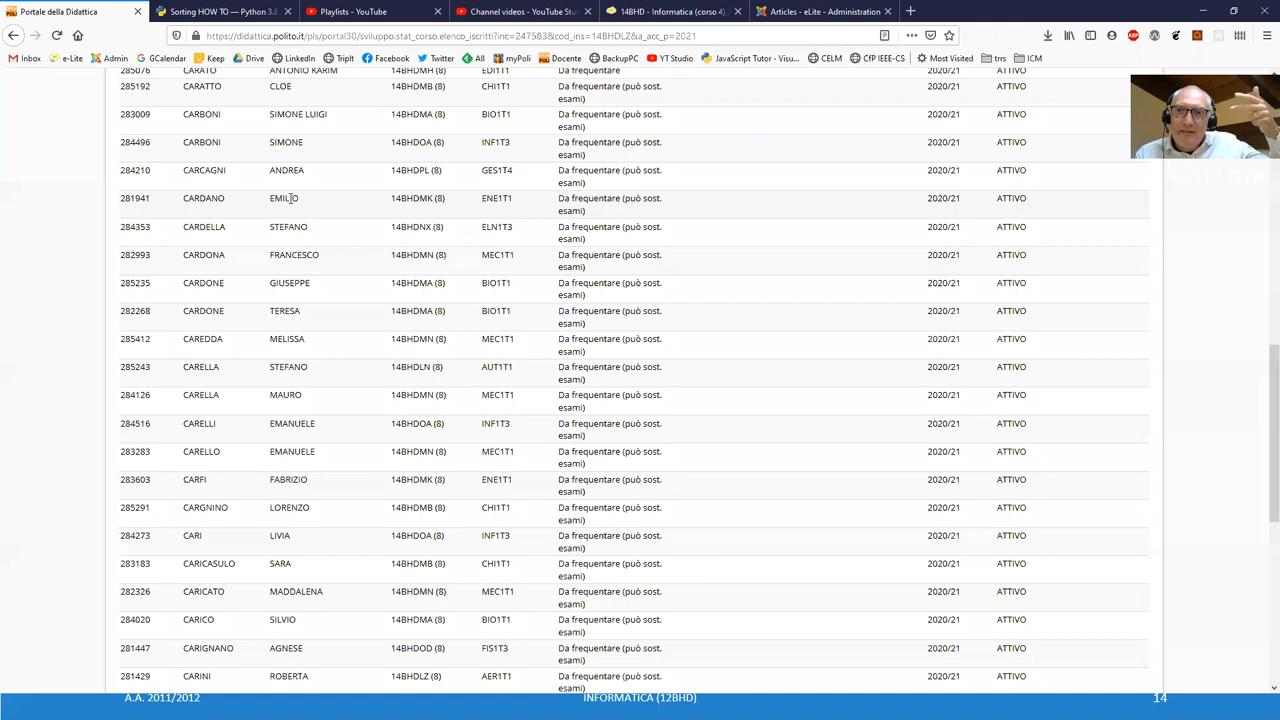 Portale della Didattica
Sorting HOW TO — Python 3.8
Playlists - YouTube
Channel videos - YouTube Stu
14BHD - Informatica (corso 4)
Articles - eLite - Administration
https://didattica.polito.it/pls/portal30/sviluppo.stat_corso.elenco_iscritti?inc=247583&cod_ins=14BHDLZ&a_acc_p=2021
Inbox e-Lite Admin GCalendar Keep Drive LinkedIn TripIt Facebook Twitter All myPoli Docente BackupPC YT Studio JavaScript Tutor - Visu... CELM CfP IEEE-CS Most Visited trrs ICM
285076 CARATO ANTONIO KARIM 14BHDMH (8) EDI1T1 Da frequentare 2020/21 ATTIVO
285192 CARATTO CLOE 14BHDMB (8) CHI1T1 Da frequentare (può sost. 2020/21 ATTIVO
esami)
283009 CARBONI SIMONE LUIGI 14BHDMA (8) BIO1T1 Da frequentare (può sost. 2020/21 ATTIVO
esami)
284496 CARBONI SIMONE 14BHDOA (8) INF1T3 Da frequentare (può sost. 2020/21 ATTIVO
esami)
284210 CARCAGNI ANDREA 14BHDPL (8) GES1T4 Da frequentare (può sost. 2020/21 ATTIVO
esami)
281941 CARDANO EMILIO 14BHDMK (8) ENE1T1 Da frequentare (può sost. 2020/21 ATTIVO
esami)
284353 CARDELLA STEFANO 14BHDNX (8) ELN1T3 Da frequentare (può sost. 2020/21 ATTIVO
esami)
282993 CARDONA FRANCESCO 14BHDMN (8) MEC1T1 Da frequentare (può sost. 2020/21 ATTIVO
esami)
285235 CARDONE GIUSEPPE 14BHDMA (8) BIO1T1 Da frequentare (può sost. 2020/21 ATTIVO
esami)
282268 CARDONE TERESA 14BHDMA (8) BIO1T1 Da frequentare (può sost. 2020/21 ATTIVO
esami)
285412 CAREDDA MELISSA 14BHDMN (8) MEC1T1 Da frequentare (può sost. 2020/21 ATTIVO
esami)
285243 CARELLA STEFANO 14BHDLN (8) AUT1T1 Da frequentare (può sost. 2020/21 ATTIVO
esami)
284126 CARELLA MAURO 14BHDMN (8) MEC1T1 Da frequentare (può sost. 2020/21 ATTIVO
esami)
284516 CARELLI EMANUELE 14BHDOA (8) INF1T3 Da frequentare (può sost. 2020/21 ATTIVO
esami)
283283 CARELLO EMANUELE 14BHDMN (8) MEC1T1 Da frequentare (può sost. 2020/21 ATTIVO
esami)
283603 CARFI FABRIZIO 14BHDMK (8) ENE1T1 Da frequentare (può sost. 2020/21 ATTIVO
esami)
285291 CARGNINO LORENZO 14BHDMB (8) CHI1T1 Da frequentare (può sost. 2020/21 ATTIVO
esami)
284273 CARI LIVIA 14BHDOA (8) INF1T3 Da frequentare (può sost. 2020/21 ATTIVO
esami)
283183 CARICASULO SARA 14BHDMB (8) CHI1T1 Da frequentare (può sost. 2020/21 ATTIVO
esami)
282326 CARICATO MADDALENA 14BHDMN (8) MEC1T1 Da frequentare (può sost. 2020/21 ATTIVO
esami)
284020 CARICO SILVIO 14BHDMA (8) BIO1T1 Da frequentare (può sost. 2020/21 ATTIVO
esami)
281447 CARIGNANO AGNESE 14BHDOD (8) FIS1T3 Da frequentare (può sost. 2020/21 ATTIVO
esami)
281429 CARINI ROBERTA 14BHDLZ (8) AER1T1 Da frequentare (può sost. 2020/21 ATTIVO
esami)
A.A. 2011/2012 INFORMATICA (12BHD) 14